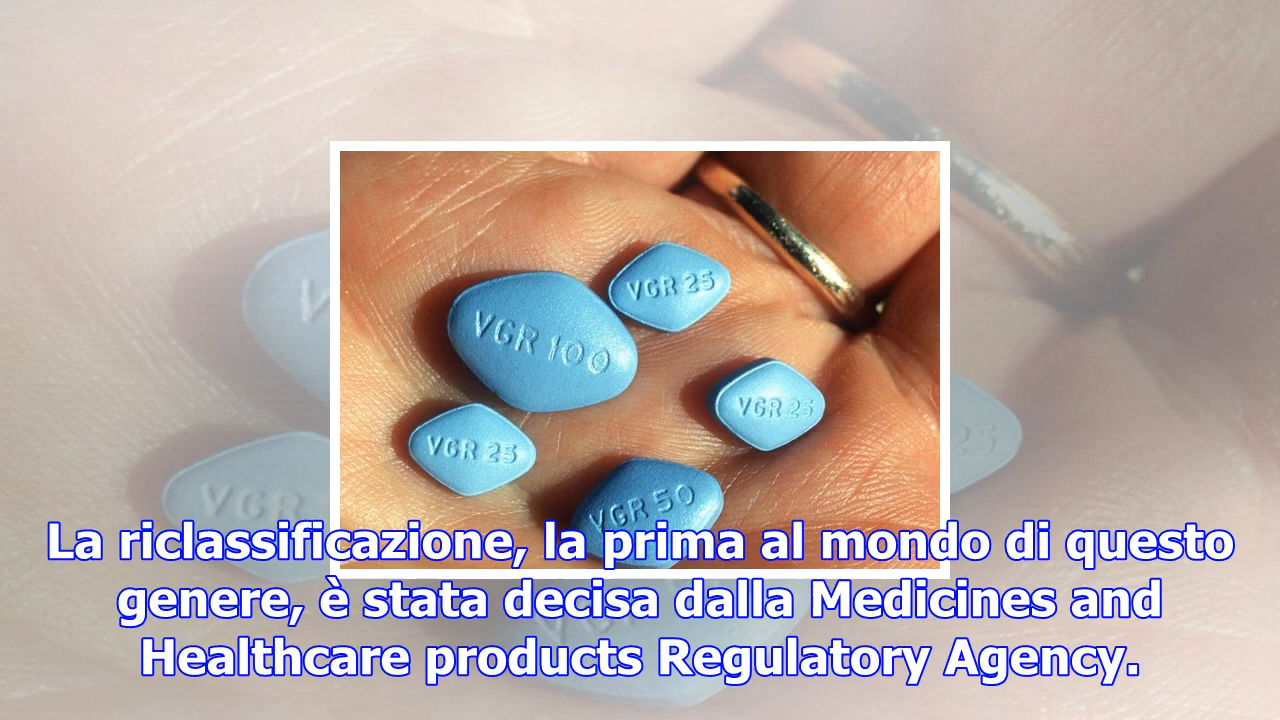 VGR 25
VGR 100
VGR 25
VGR 25
VGR 50
La riclassificazione, la prima al mondo di questo
genere, è stata decisa dalla Medicines and
Healthcare products Regulatory Agency.